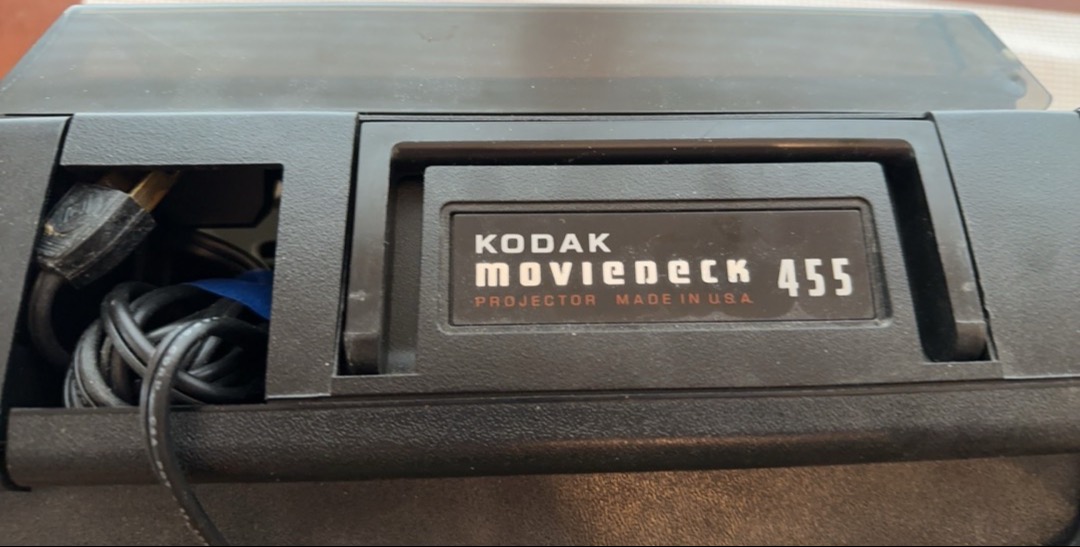 KODAK
MOVIEDECK 455
PROJECTOR MADE IN U.S.A.